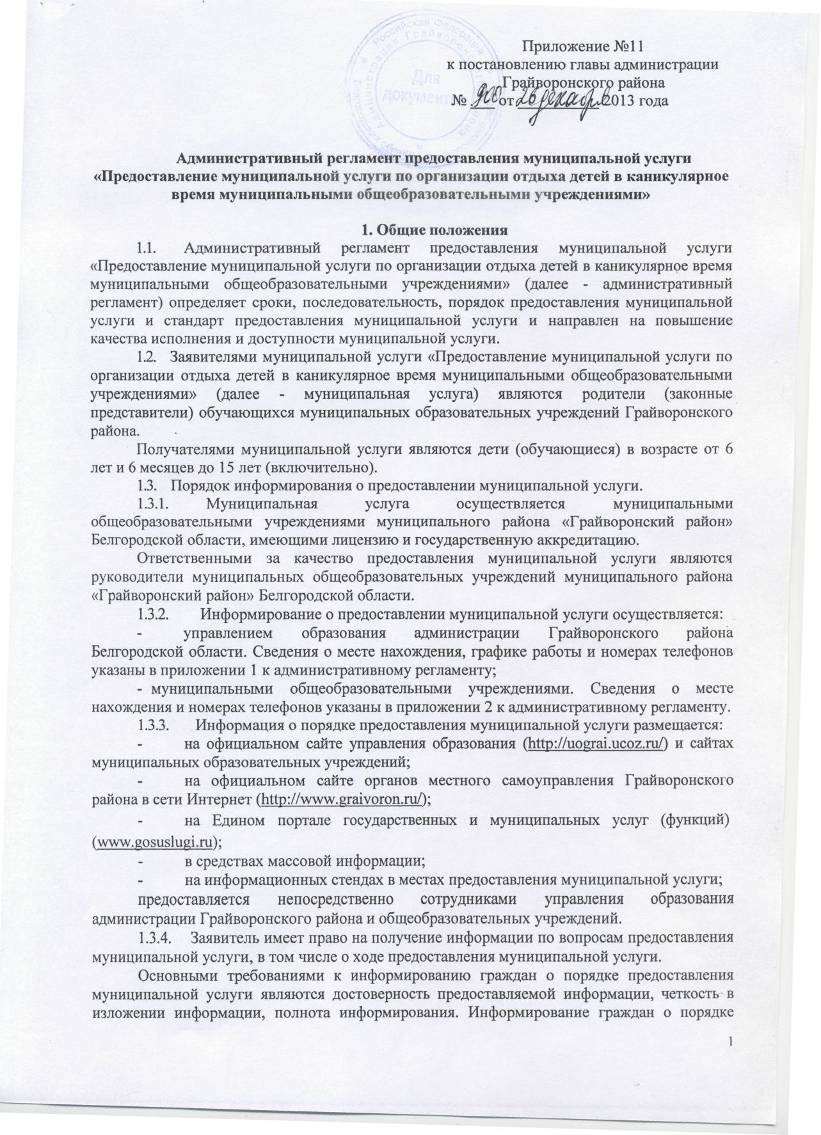 Приложение №11
к постановлению главы администрации
Грайворонского района
№ 900 от 26 декабря 2013 года
Для
документов
Административный регламент предоставления муниципальной услуги
«Предоставление муниципальной услуги по организации отдыха детей в каникулярное
время муниципальными общеобразовательными учреждениями»
1. Общие положения
1.1. Административный регламент предоставления муниципальной услуги
«Предоставление муниципальной услуги по организации отдыха детей в каникулярное время
муниципальными общеобразовательными учреждениями» (далее - административный
регламент) определяет сроки, последовательность, порядок предоставления муниципальной
услуги и стандарт предоставления муниципальной услуги и направлен на повышение
качества исполнения и доступности муниципальной услуги.
1.2. Заявителями муниципальной услуги «Предоставление муниципальной услуги по
организации отдыха детей в каникулярное время муниципальными общеобразовательными
учреждениями» (далее - муниципальная услуга) являются родители (законные
представители) обучающихся муниципальных образовательных учреждений Грайворонского
района.
Получателями муниципальной услуги являются дети (обучающиеся) в возрасте от 6
лет и 6 месяцев до 15 лет (включительно).
1.3. Порядок информирования о предоставлении муниципальной услуги.
1.3.1. Муниципальная услуга осуществляется муниципальными
общеобразовательными учреждениями муниципального района «Грайворонский район»
Белгородской области, имеющими лицензию и государственную аккредитацию.
Ответственными за качество предоставления муниципальной услуги являются
руководители муниципальных общеобразовательных учреждений муниципального района
«Грайворонский район» Белгородской области.
1.3.2. Информирование о предоставлении муниципальной услуги осуществляется:
- управлением образования администрации Грайворонского района
Белгородской области. Сведения о месте нахождения, графике работы и номерах телефонов
указаны в приложении 1 к административному регламенту;
- муниципальными общеобразовательными учреждениями. Сведения о месте
нахождения и номерах телефонов указаны в приложении 2 к административному регламенту.
1.3.3. Информация о порядке предоставления муниципальной услуги размещается:
- на официальном сайте управления образования (http://uograi.ucoz.ru/) и сайтах
муниципальных образовательных учреждений;
- на официальном сайте органов местного самоуправления Грайворонского
района в сети Интернет (http://www.graivoron.ru/);
- на Едином портале государственных и муниципальных услуг (функций)
(www.gosuslugi.ru);
- в средствах массовой информации;
- на информационных стендах в местах предоставления муниципальной услуги;
предоставляется непосредственно сотрудниками управления образования
администрации Грайворонского района и общеобразовательных учреждений.
1.3.4. Заявитель имеет право на получение информации по вопросам предоставления
муниципальной услуги, в том числе о ходе предоставления муниципальной услуги.
Основными требованиями к информированию граждан о порядке предоставления
муниципальной услуги являются достоверность предоставляемой информации, четкость в
изложении информации, полнота информирования. Информирование граждан о порядке
1